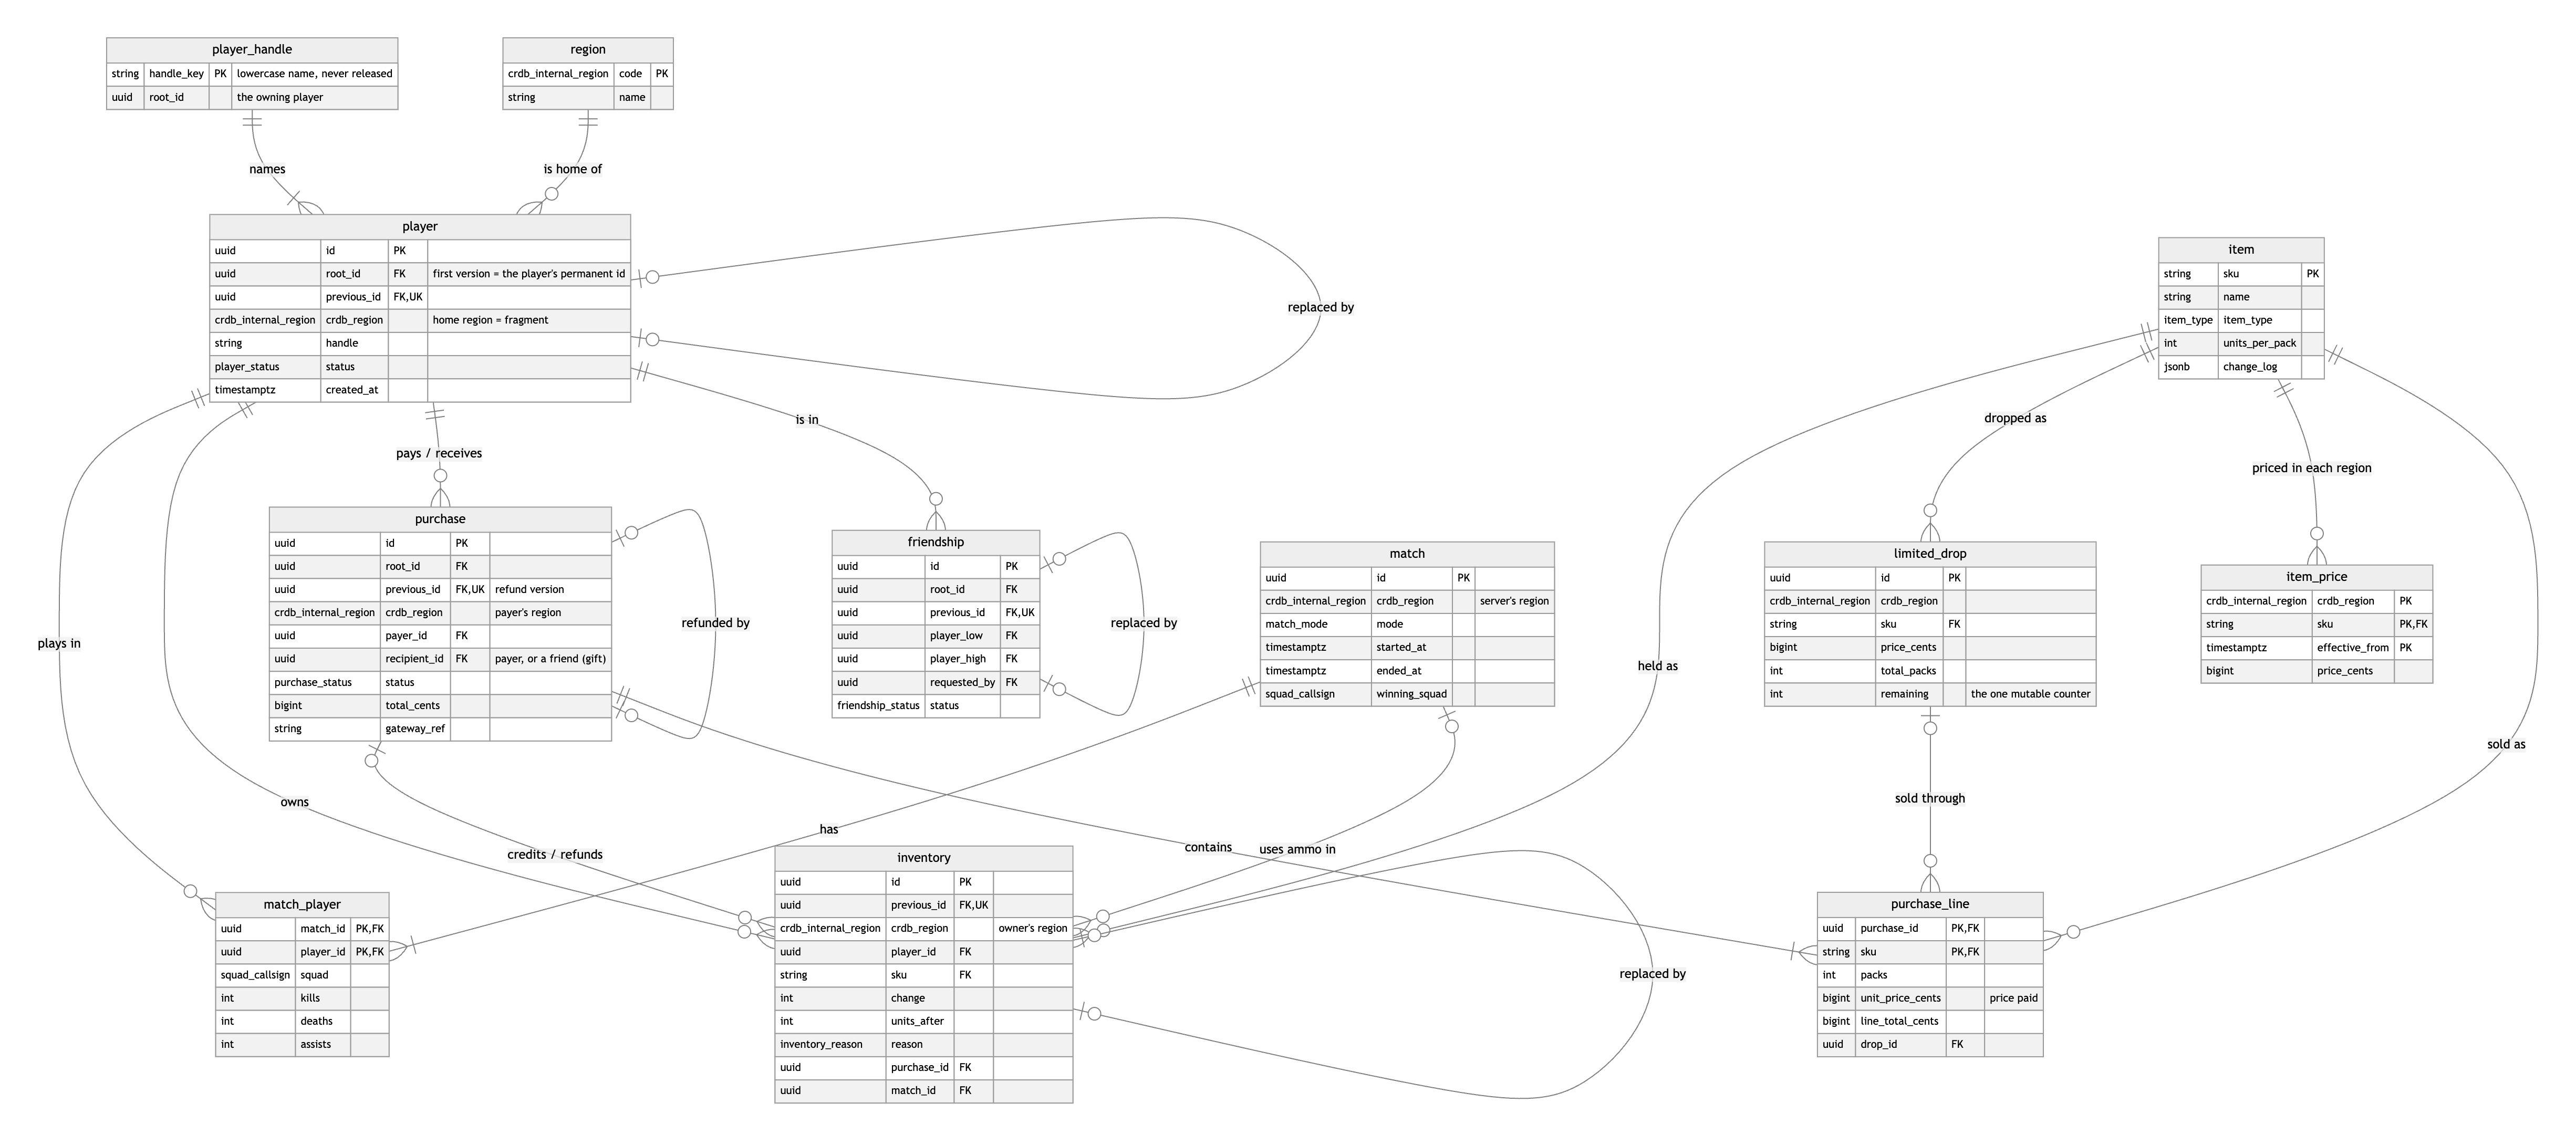 player_handle
string handle_key PK lowercase name, never released
uuid root_id the owning player
region
crdb_internal_region code PK
string name
names
is home of
player
uuid id PK
uuid root_id FK first version = the player's permanent id
uuid previous_id FK,UK
crdb_internal_region crdb_region home region = fragment
string handle
player_status status
timestamptz created_at
replaced by
item
string sku PK
string name
item_type item_type
int units_per_pack
jsonb change_log
pays / receives
is in
dropped as
priced in each region
purchase
uuid id PK
uuid root_id FK
uuid previous_id FK,UK refund version
crdb_internal_region crdb_region payer's region
uuid payer_id FK
uuid recipient_id FK payer, or a friend (gift)
purchase_status status
bigint total_cents
string gateway_ref
refunded by
friendship
uuid id PK
uuid root_id FK
uuid previous_id FK,UK
uuid player_low FK
uuid player_high FK
uuid requested_by FK
friendship_status status
replaced by
match
uuid id PK
crdb_internal_region crdb_region server's region
match_mode mode
timestamptz started_at
timestamptz ended_at
squad_callsign winning_squad
limited_drop
uuid id PK
crdb_internal_region crdb_region
string sku FK
bigint price_cents
int total_packs
int remaining the one mutable counter
item_price
crdb_internal_region crdb_region PK
string sku PK,FK
timestamptz effective_from PK
bigint price_cents
plays in
held as
sold as
owns
sold through
has
credits / refunds
contains
uses ammo in
match_player
uuid match_id PK,FK
uuid player_id PK,FK
squad_callsign squad
int kills
int deaths
int assists
inventory
uuid id PK
uuid previous_id FK,UK
crdb_internal_region crdb_region owner's region
uuid player_id FK
string sku FK
int change
int units_after
inventory_reason reason
uuid purchase_id FK
uuid match_id FK
replaced by
purchase_line
uuid purchase_id PK,FK
string sku PK,FK
int packs
bigint unit_price_cents price paid
bigint line_total_cents
uuid drop_id FK